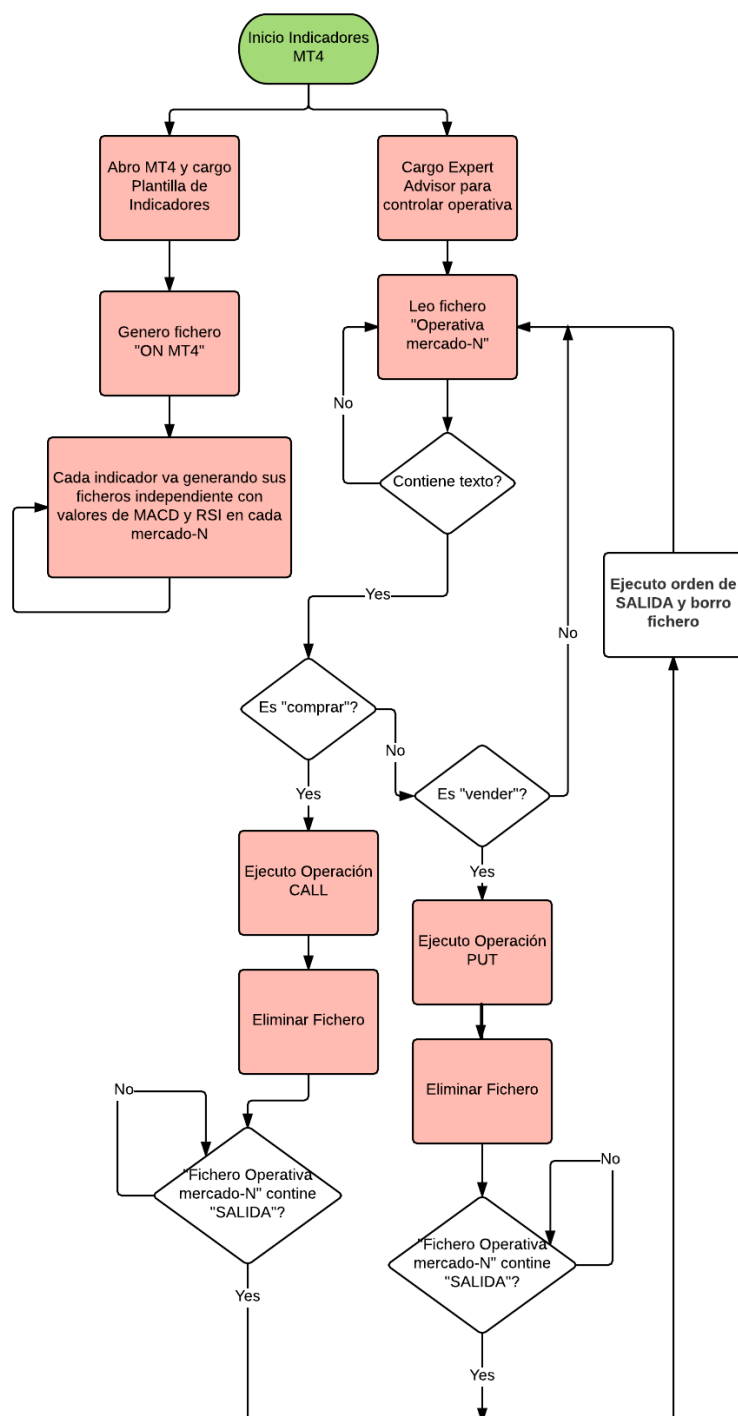 Inicio Indicadores
MT4
Abro MT4 y cargo
Plantilla de
Indicadores
Cargo Expert
Advisor para
controlar operativa
Genero fichero
"ON MT4"
Leo fichero
"Operativa
mercado-N"
No
Cada indicador va generando sus
ficheros independiente con
valores de MACD y RSI en cada
mercado-N
Contiene texto?
Yes
Ejecuto orden de
SALIDA y borro
fichero
No
Es "comprar"?
No
Yes
Es "vender"?
Yes
Ejecuto Operación
CALL
Ejecuto Operación
PUT
Eliminar Fichero
Eliminar Fichero
No
"Fichero Operativa
mercado-N" contine
"SALIDA"?
No
"Fichero Operativa
mercado-N" contine
"SALIDA"?
Yes
Yes